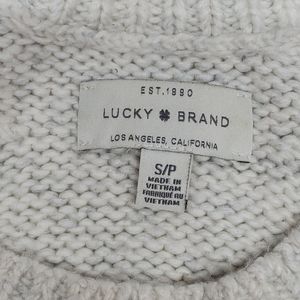 EST. 1990
LUCKY BRAND
LOS ANGELES, CALIFORNIA
S/P
MADE IN
VIETNAM
FABRIQUÉ AU
VIETNAM